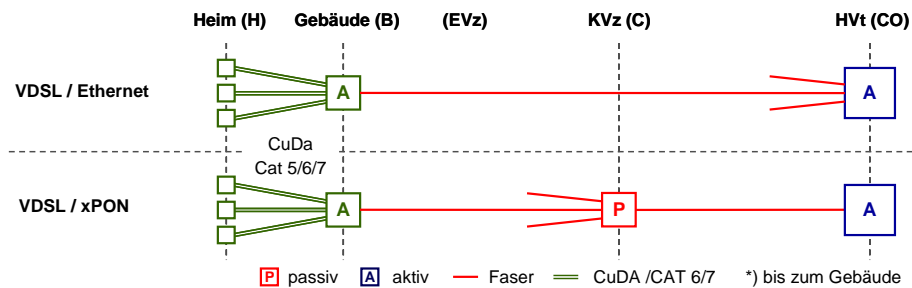 Heim (H) Gebäude (B) (EVz) KVz (C) HVt (CO)
VDSL / Ethernet A A
CuDa
Cat 5/6/7
VDSL / xPON A P A
P passiv A aktiv Faser CuDA /CAT 6/7 *) bis zum Gebäude